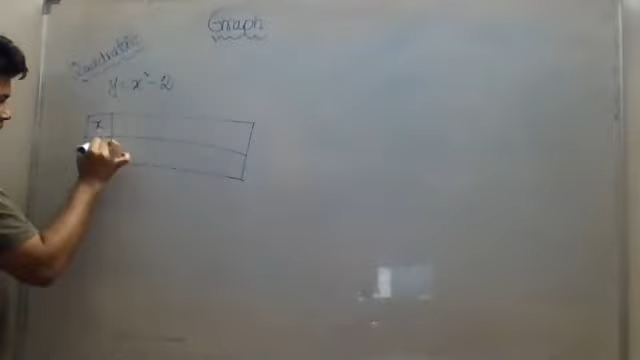 Graph
Quadratic
y = x² - 2
x